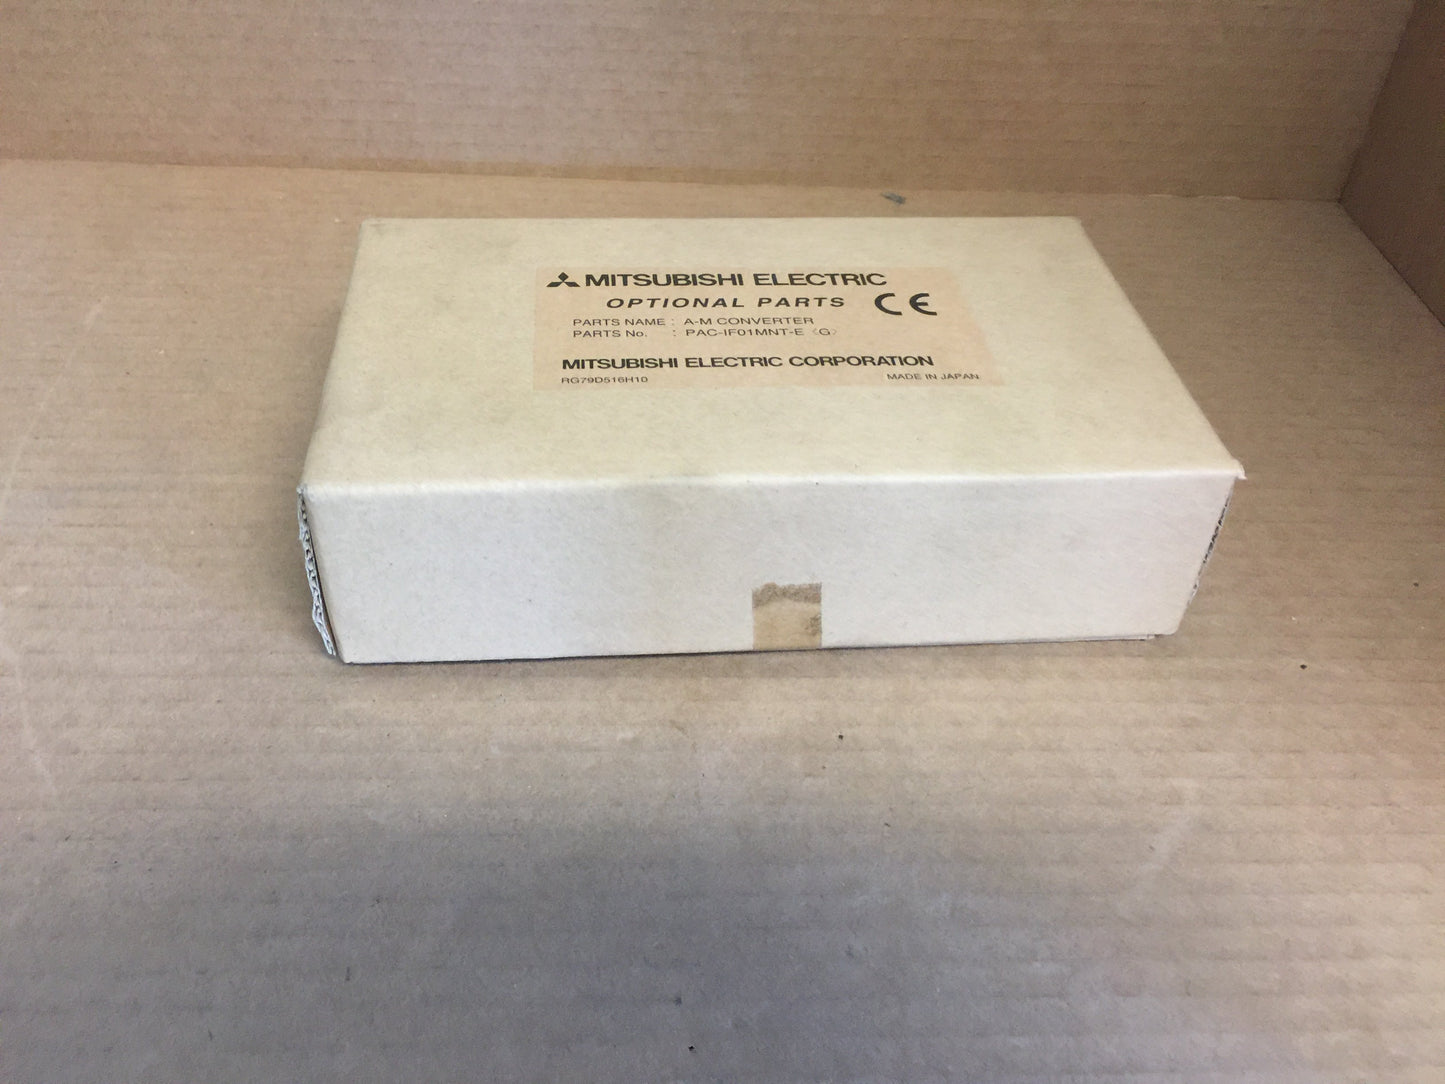 MITSUBISHI ELECTRIC
OPTIONAL PARTS CE
PARTS NAME : A-M CONVERTER
PARTS No. : PAC-IF01MNT-E〈G〉
MITSUBISHI ELECTRIC CORPORATION
RG79D516H10 MADE IN JAPAN